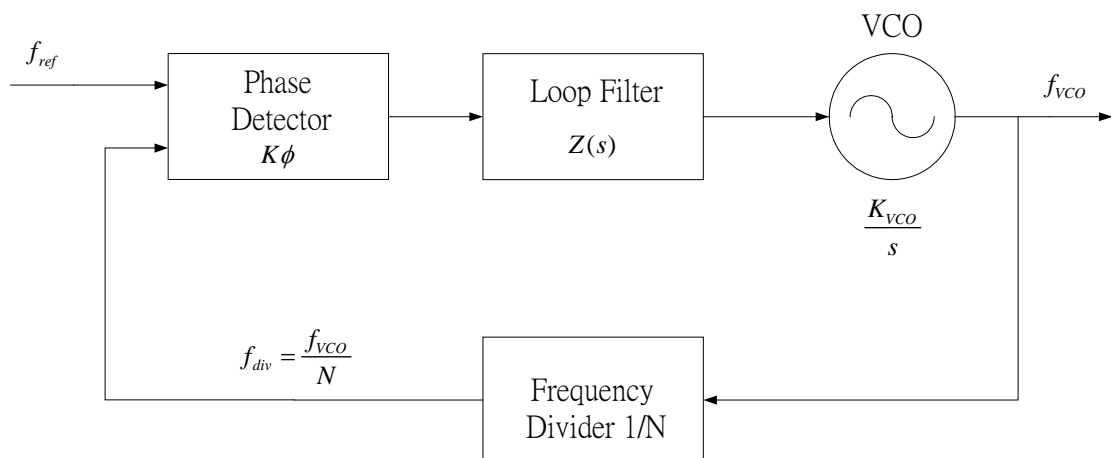 VCO
f_ref
Phase
Detector
Kϕ
Loop Filter
Z(s)
f_VCO
K_VCO
s
f_div = f_VCO
N
Frequency
Divider 1/N